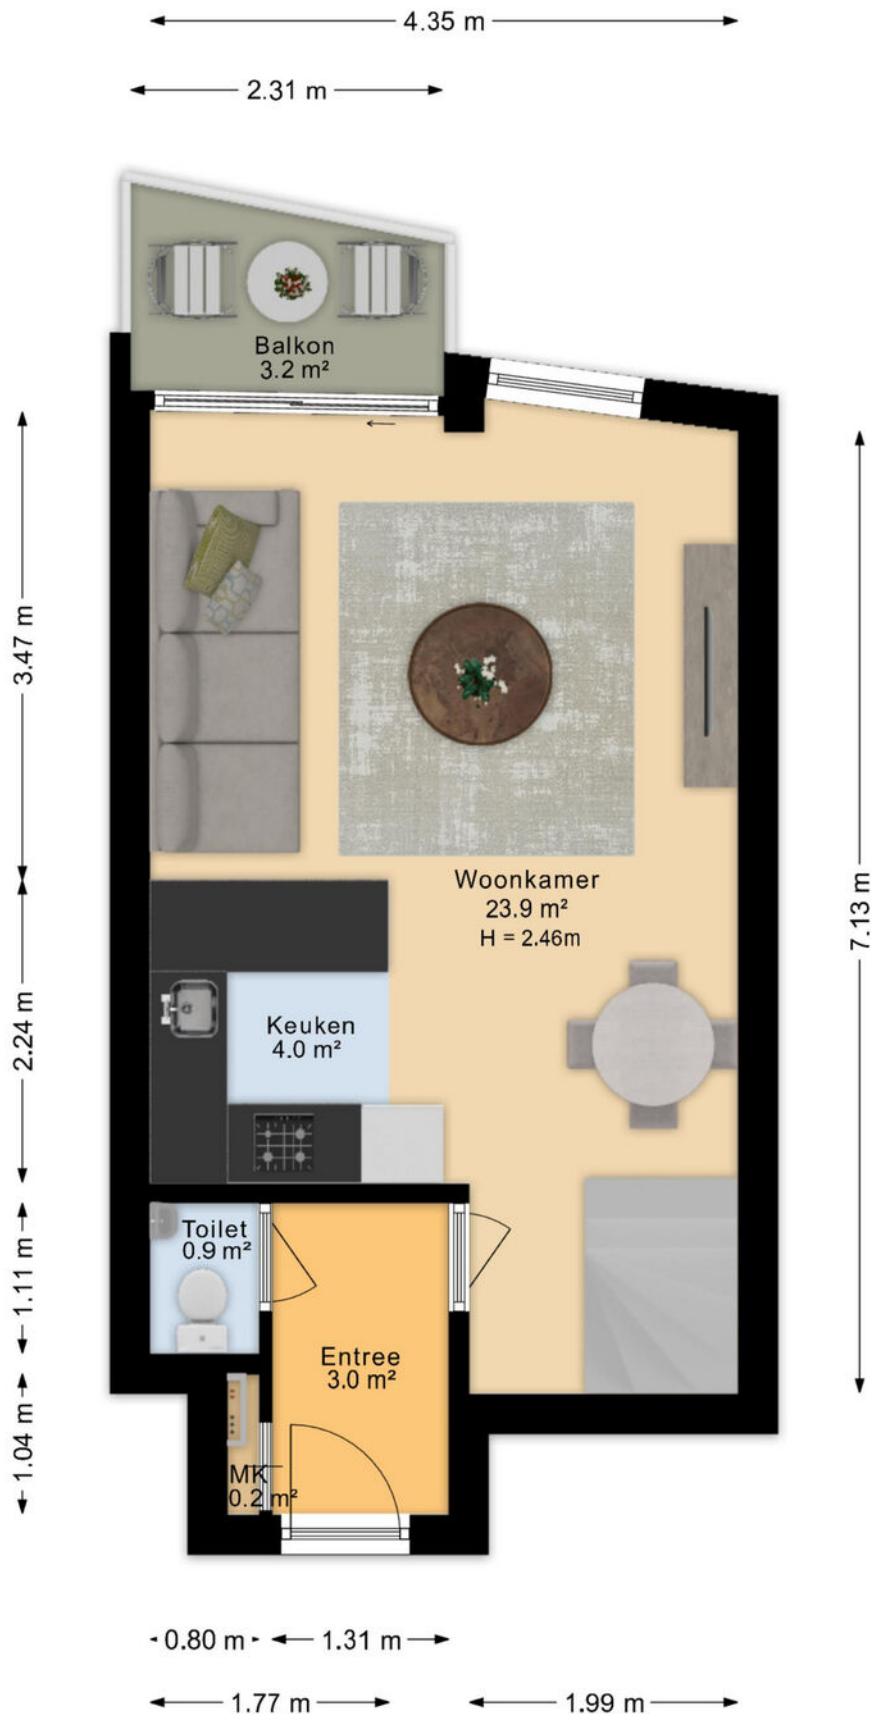 4.35 m
2.31 m
Balkon
3.2 m²
3.47 m
Woonkamer
23.9 m²
H = 2.46m
7.13 m
2.24 m
Keuken
4.0 m²
Toilet
0.9 m²
1.11 m
Entree
3.0 m²
1.04 m
MK
0.2 m²
0.80 m
1.31 m
1.77 m
1.99 m